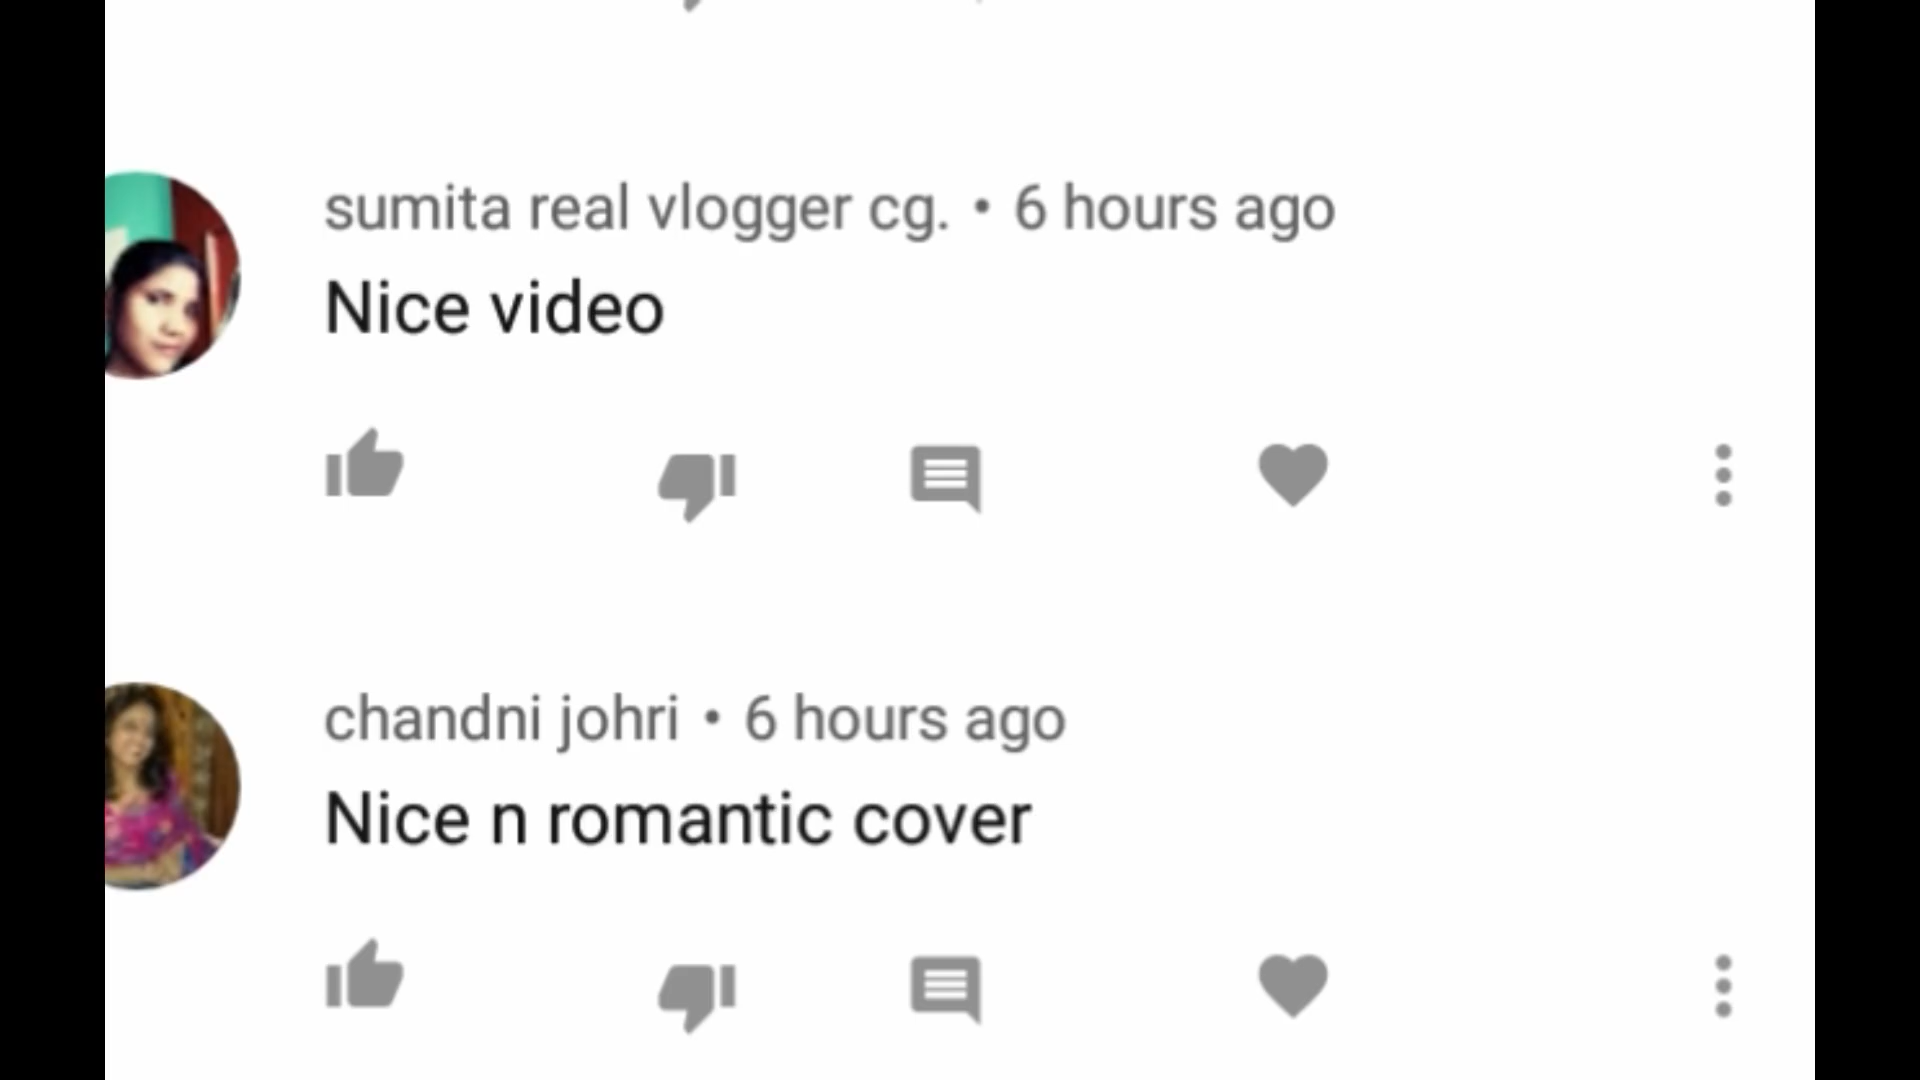 sumita real vlogger cg. • 6 hours ago
Nice video
chandni johri • 6 hours ago
Nice n romantic cover